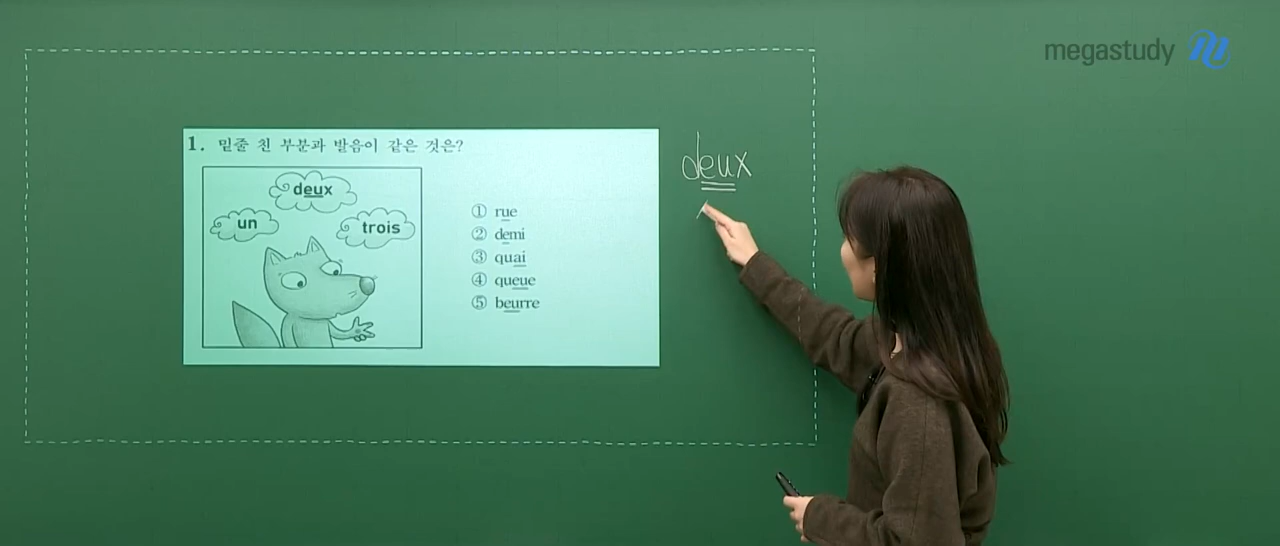 megastudy
1. 밑줄 친 부분과 발음이 같은 것은?
deux
un
trois
① rue
② demi
③ quai
④ queue
⑤ beurre
deux